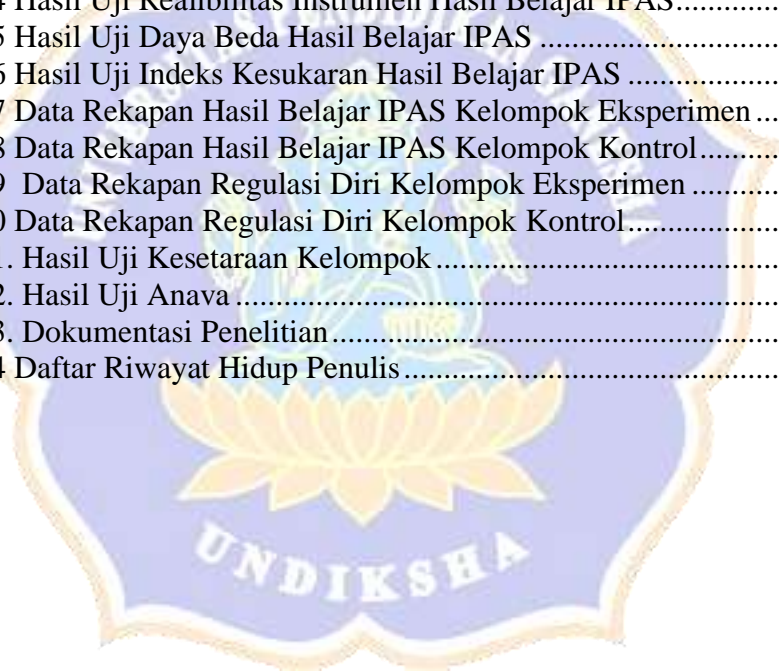 4 Hasil Uji Realibilitas Instrumen Hasil Belajar IPAS..........
5 Hasil Uji Daya Beda Hasil Belajar IPAS ..............................
6 Hasil Uji Indeks Kesukaran Hasil Belajar IPAS ...................
7 Data Rekapan Hasil Belajar IPAS Kelompok Eksperimen ...
8 Data Rekapan Hasil Belajar IPAS Kelompok Kontrol..........
9 Data Rekapan Regulasi Diri Kelompok Eksperimen ...........
0 Data Rekapan Regulasi Diri Kelompok Kontrol...................
1. Hasil Uji Kesetaraan Kelompok...........................................
2. Hasil Uji Anava....................................................................
3. Dokumentasi Penelitian........................................................
4 Daftar Riwayat Hidup Penulis...............................................
UNDIKSHA